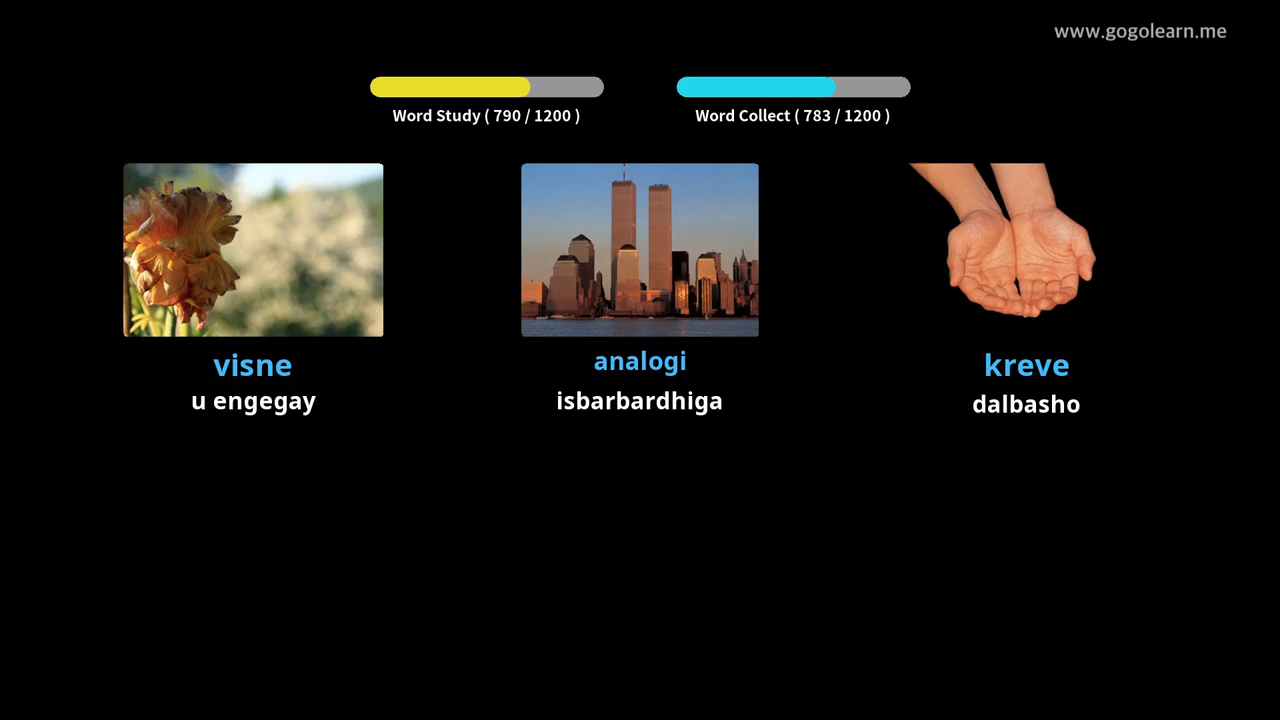 www.gogolearn.me
Word Study ( 790 / 1200 )
Word Collect ( 783 / 1200 )
visne
u engegay
analogi
isbarbardhiga
kreve
dalbasho